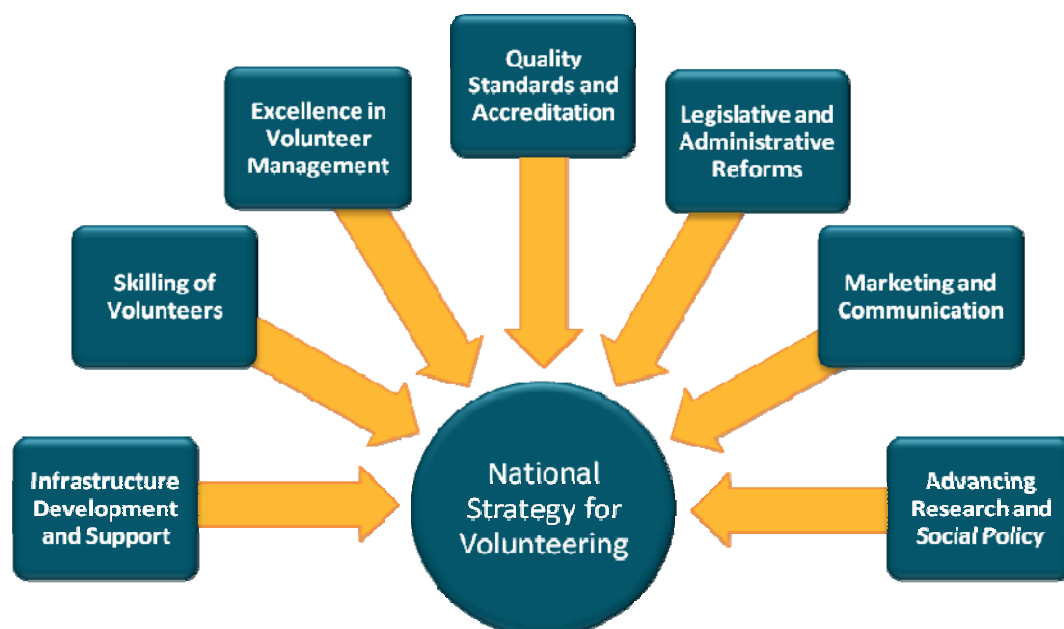 Quality
Standards and
Accreditation
Excellence in
Volunteer
Management
Legislative and
Administrative
Reforms
Skilling of
Volunteers
Marketing and
Communication
Infrastructure
Development
and Support
National
Strategy for
Volunteering
Advancing
Research and
Social Policy